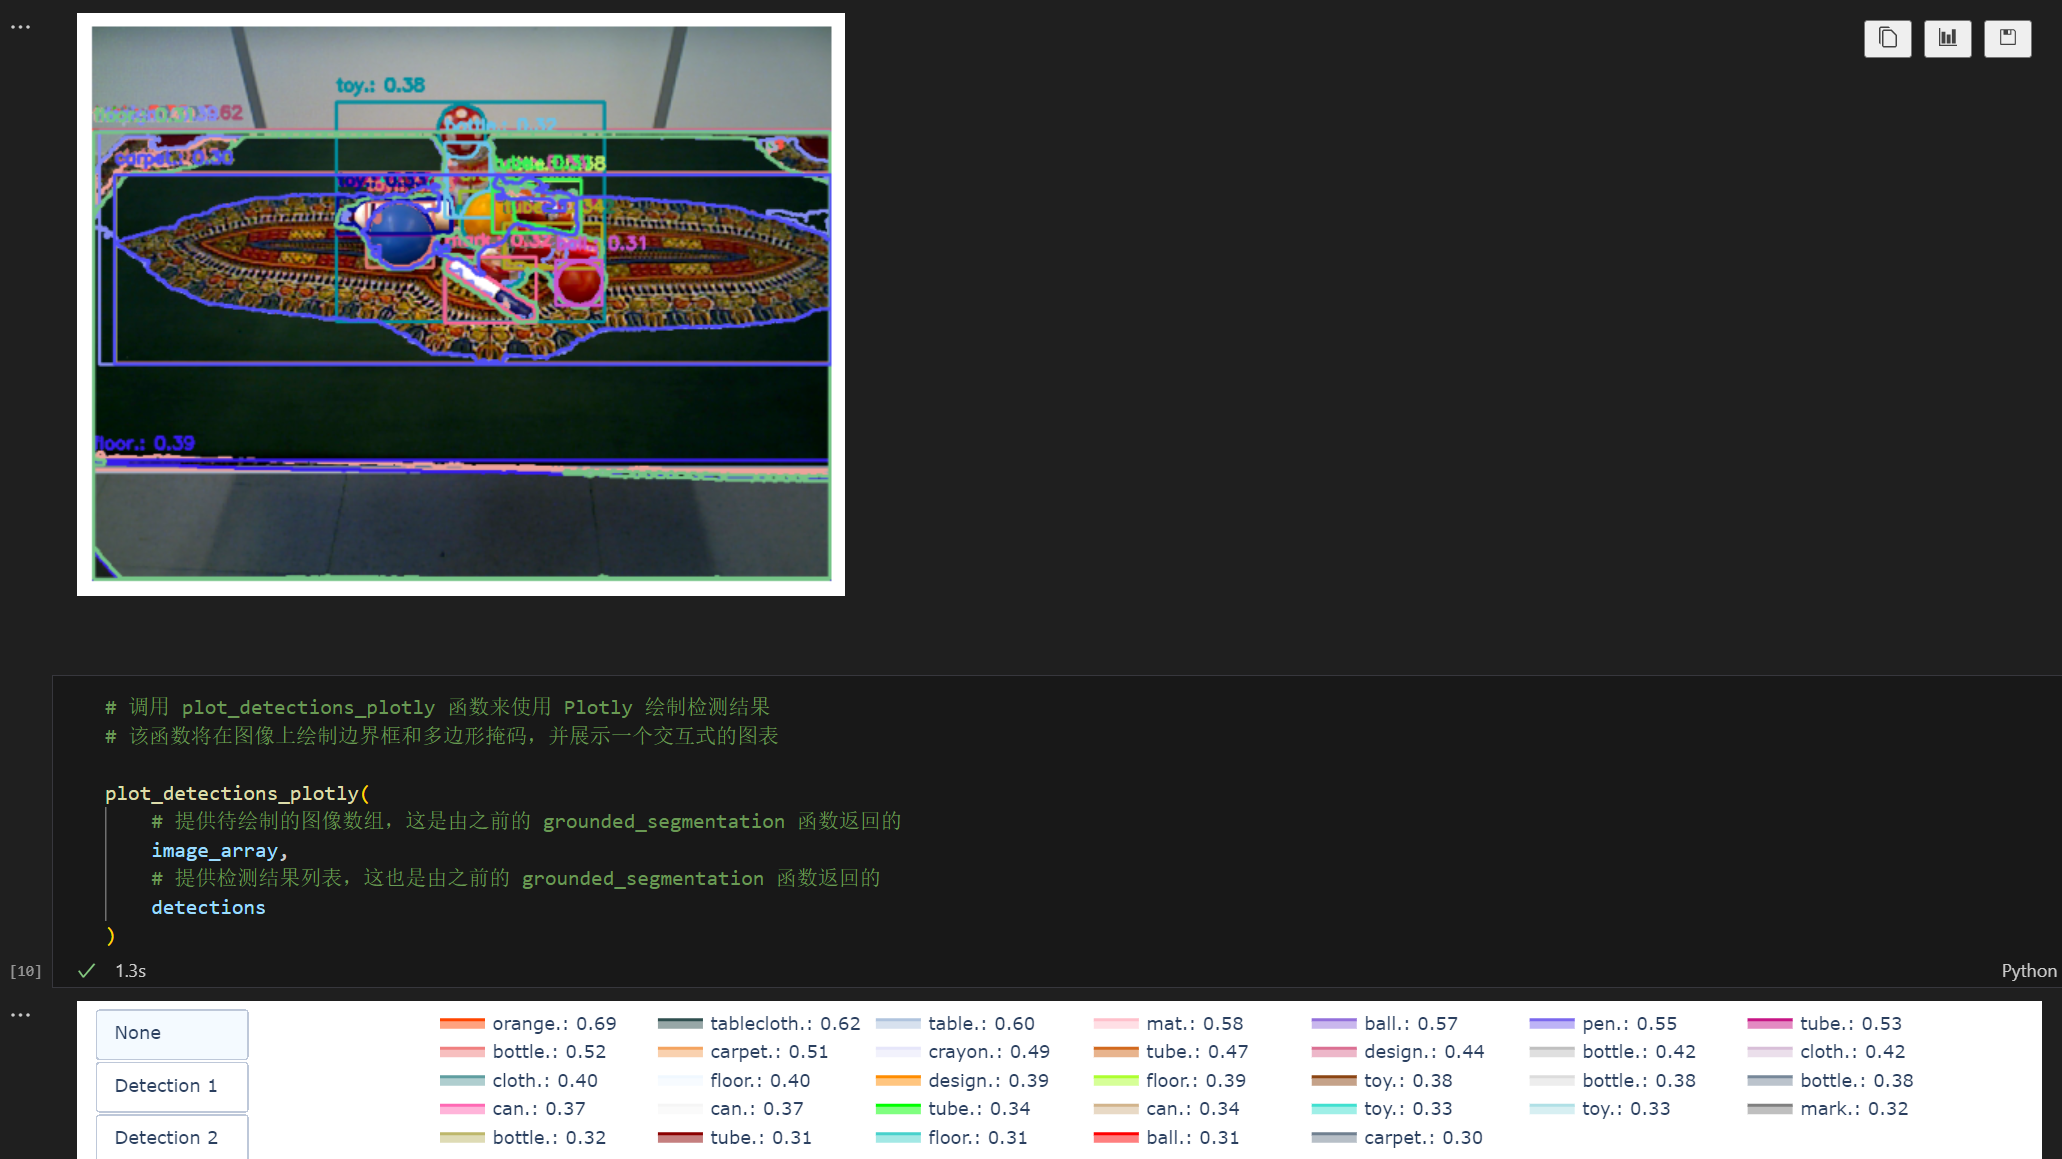 ...
toy.: 0.38
bottle.: 0.32
carpet.: 0.30
toy.: 0.33
0.31
floor.: 0.39
# 调用 plot_detections_plotly 函数来使用 Plotly 绘制检测结果
# 该函数将在图像上绘制边界框和多边形掩码，并展示一个交互式的图表
plot_detections_plotly(
# 提供待绘制的图像数组，这是由之前的 grounded_segmentation 函数返回的
image_array,
# 提供检测结果列表，这也是由之前的 grounded_segmentation 函数返回的
detections
)
[10] 1.3s Python
...
None
Detection 1
Detection 2
orange.: 0.69 tablecloth.: 0.62 table.: 0.60 mat.: 0.58 ball.: 0.57 pen.: 0.55 tube.: 0.53
bottle.: 0.52 carpet.: 0.51 crayon.: 0.49 tube.: 0.47 design.: 0.44 bottle.: 0.42 cloth.: 0.42
cloth.: 0.40 floor.: 0.40 design.: 0.39 floor.: 0.39 toy.: 0.38 bottle.: 0.38 bottle.: 0.38
can.: 0.37 can.: 0.37 tube.: 0.34 can.: 0.34 toy.: 0.33 toy.: 0.33 mark.: 0.32
bottle.: 0.32 tube.: 0.31 floor.: 0.31 ball.: 0.31 carpet.: 0.30